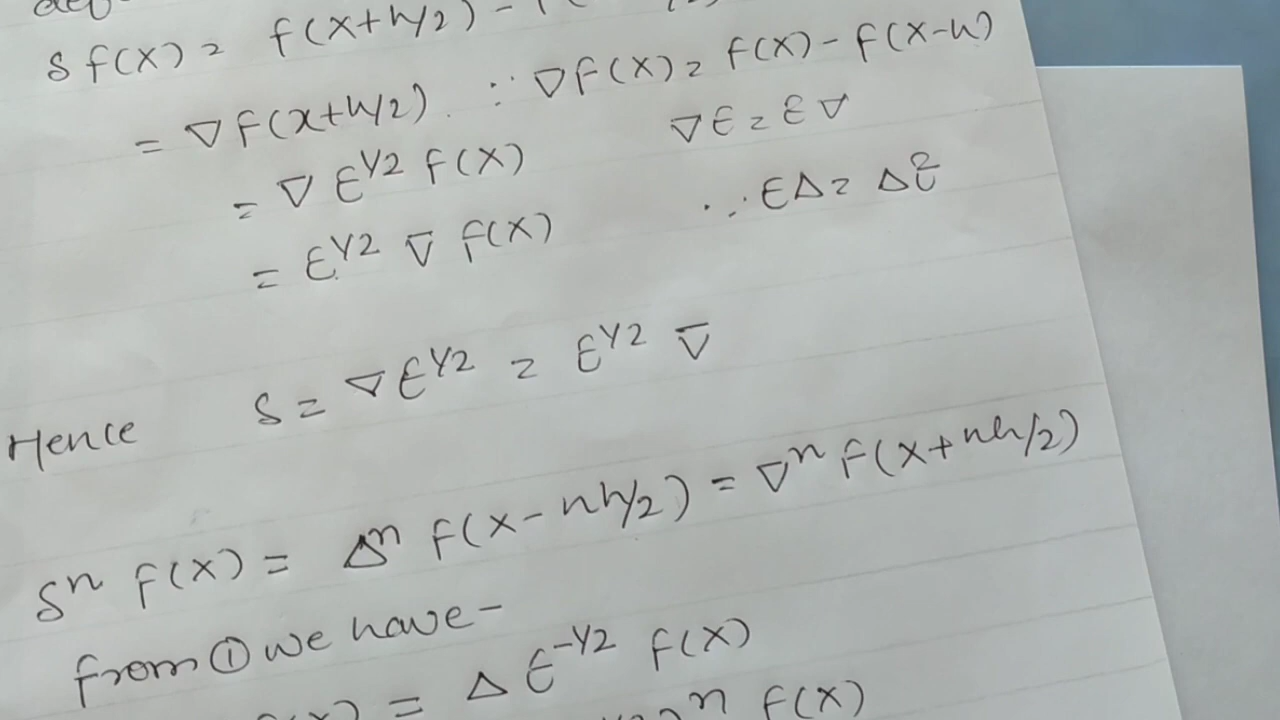 δ f(x) = f(x+h/2) -
= ∇f(x+h/2). ∵ ∇f(x) = f(x) - f(x-h)
= ∇ E^1/2 f(x) ∇E = E∇
= E^1/2 ∇ f(x) ∵ EΔ = ΔE
Hence δ = ∇E^1/2 = E^1/2 ∇
δ^n f(x) = Δ^n f(x - nh/2) = ∇^n f(x+nh/2)
from ① we have -
= Δ E^-1/2 f(x)
n f(x)